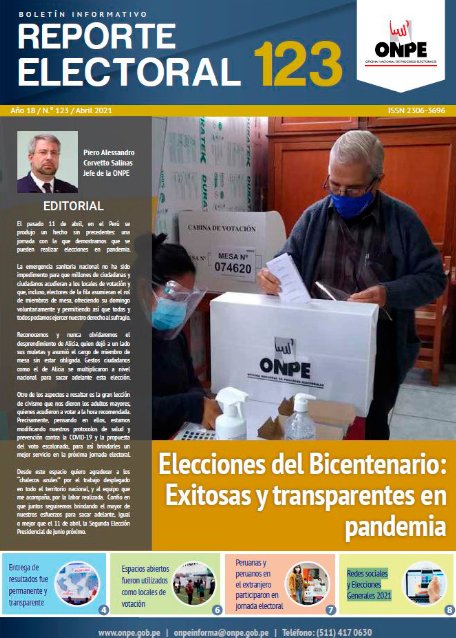 BOLETÍN INFORMATIVO
REPORTE
ELECTORAL 123
ONPE
OFICINA NACIONAL DE PROCESOS ELECTORALES
Año 18 / N.° 123 / Abril 2021
ISSN 2306-3696
Piero Alessandro
Corvetto Salinas
Jefe de la ONPE
EDITORIAL
El pasado 11 de abril, en el Perú se
produjo un hecho sin precedentes: una
jornada con la que demostramos que se
pueden realizar elecciones en pandemia.
La emergencia sanitaria nacional no ha sido
impedimento para que millones de ciudadanas y
ciudadanos acudieran a los locales de votación y
que, incluso, electores de la fila asumiesen el rol
de miembros de mesa, ofreciendo su domingo
voluntariamente y permitiendo así que todos y
todos podamos ejercer nuestro derecho al sufragio.
Reconocemos y nunca olvidaremos el
desprendimiento de Alicia, quien dejó a un lado
sus muletas y asumió el cargo de miembro de
mesa sin estar obligada. Gestos ciudadanos
como el de Alicia se multiplicaron a nivel
nacional para sacar adelante esta elección.
Otro de los aspectos a resaltar es la gran lección
de civismo que nos dieron los adultos mayores,
quienes acudieron a votar a la hora recomendada.
Precisamente, pensando en ellos, estamos
modificando nuestros protocolos de salud y
prevención contra la COVID-19 y la propuesta
del voto escalonado, para así brindarles un
mejor servicio en la próxima jornada electoral.
Desde este espacio quiero agradecer a los
"chalecos azules" por el trabajo desplegado
en todo el territorio nacional, y al equipo que
me acompaña, por la labor realizada. Confío en
que juntos seguiremos brindando el mayor de
nuestros esfuerzos para sacar adelante, igual
o mejor que el 11 de abril, la Segunda Elección
Presidencial de junio próximo.
DURATEK
CABINA DE VOTACIÓN
MESA N°
074620
ONPE
OFICINA NACIONAL DE PROCESOS ELECTORALES
Elecciones del Bicentenario:
Exitosas y transparentes en
pandemia
Entrega de
resultados fue
permanente y
transparente
4
Espacios abiertos
fueron utilizados
como locales de
votación
6
Peruanas y
peruanos en
el extranjero
participaron en
jornada electoral
7
Redes sociales
y Elecciones
Generales 2021
8
www.onpe.gob.pe | onpeinforma@onpe.gob.pe | Teléfono: (511) 417 0630